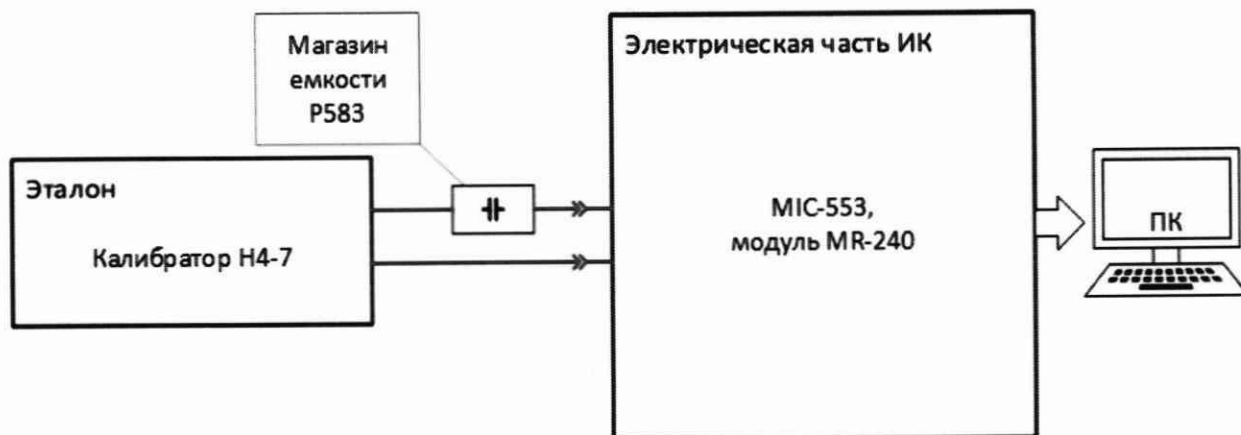 Магазин
емкости
Р583
Электрическая часть ИК
Эталон
Калибратор Н4-7
MIC-553,
модуль MR-240
ПК